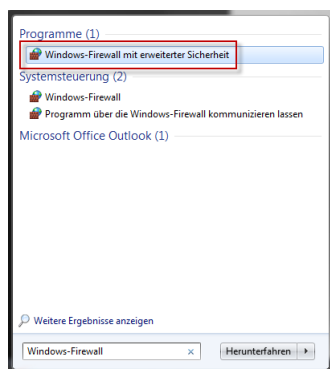 Programme (1)
Windows-Firewall mit erweiterter Sicherheit
Systemsteuerung (2)
Windows-Firewall
Programm über die Windows-Firewall kommunizieren lassen
Microsoft Office Outlook (1)
Weitere Ergebnisse anzeigen
Windows-Firewall
Herunterfahren